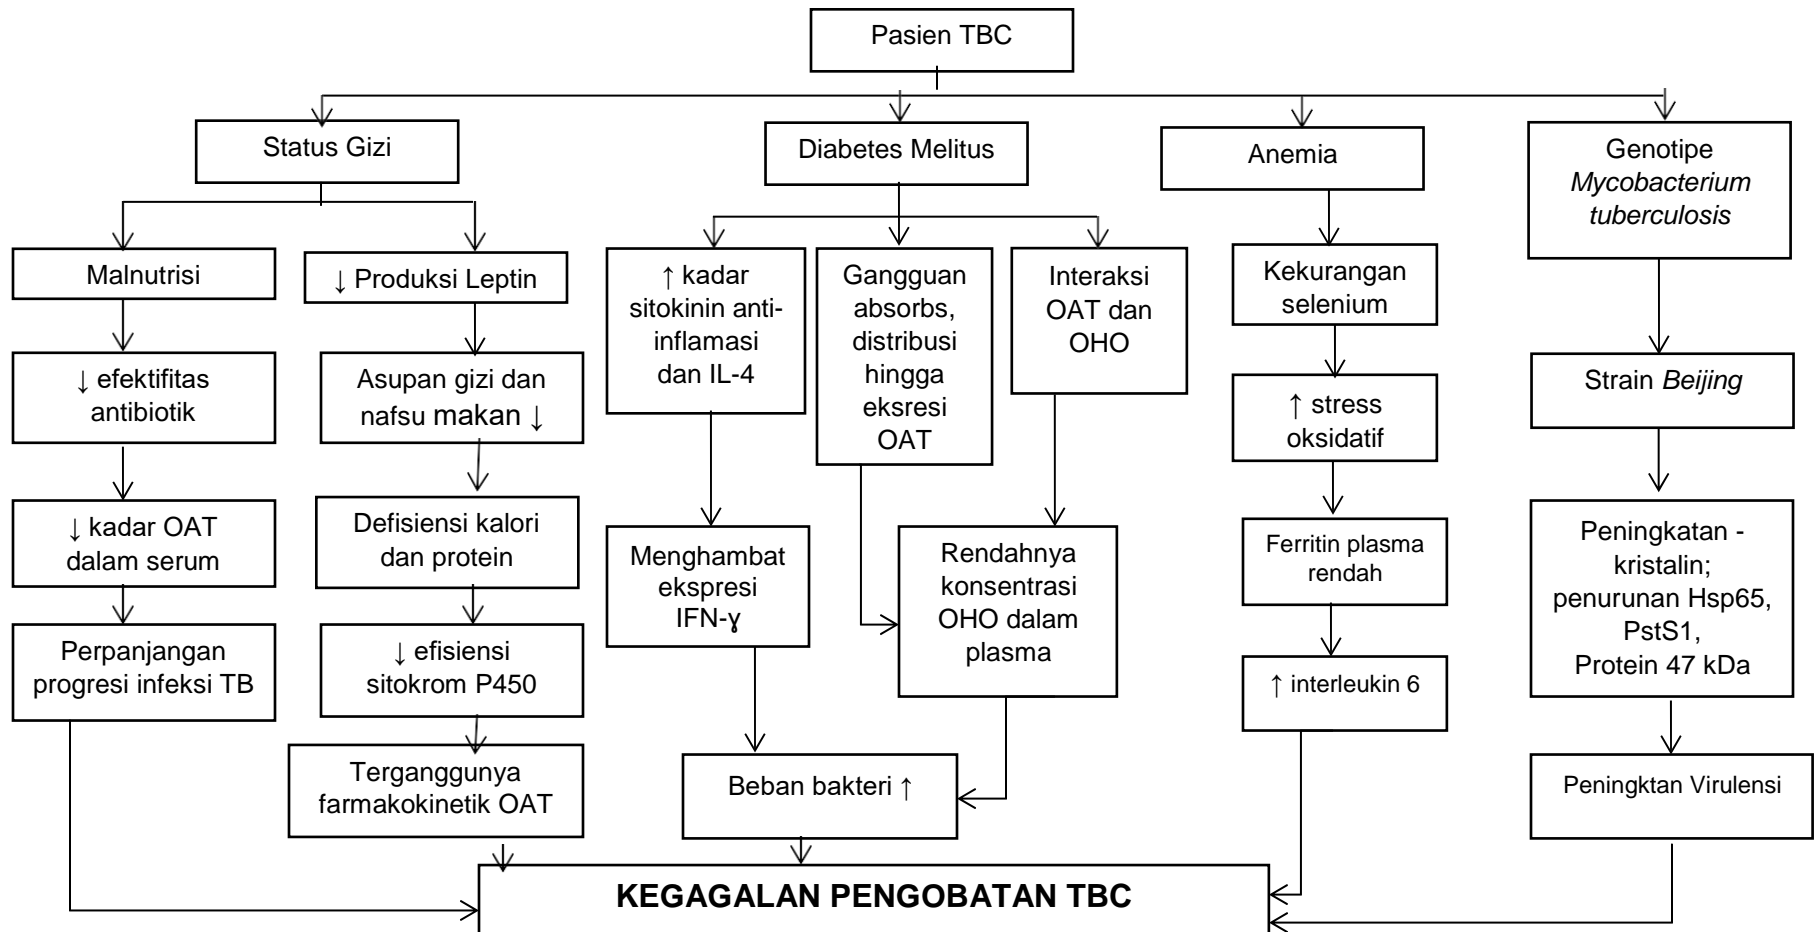 Pasien TBC
Status Gizi
Diabetes Melitus
Anemia
Genotipe
Mycobacterium
tuberculosis
Malnutrisi
↓ Produksi Leptin
↑ kadar
sitokinin anti-
inflamasi
dan IL-4
Gangguan
absorbs,
distribusi
hingga
eksresi
OAT
Interaksi
OAT dan
OHO
Kekurangan
selenium
↓ efektifitas
antibiotik
Asupan gizi dan
nafsu makan ↓
↑ stress
oksidatif
Strain Beijing
↓ kadar OAT
dalam serum
Defisiensi kalori
dan protein
Menghambat
ekspresi
IFN-ɣ
Rendahnya
konsentrasi
OHO dalam
plasma
Ferritin plasma
rendah
Peningkatan -
kristalin;
penurunan Hsp65,
PstS1,
Protein 47 kDa
Perpanjangan
progresi infeksi TB
↓ efisiensi
sitokrom P450
↑ interleukin 6
Terganggunya
farmakokinetik OAT
Beban bakteri ↑
Peningktan Virulensi
KEGAGALAN PENGOBATAN TBC